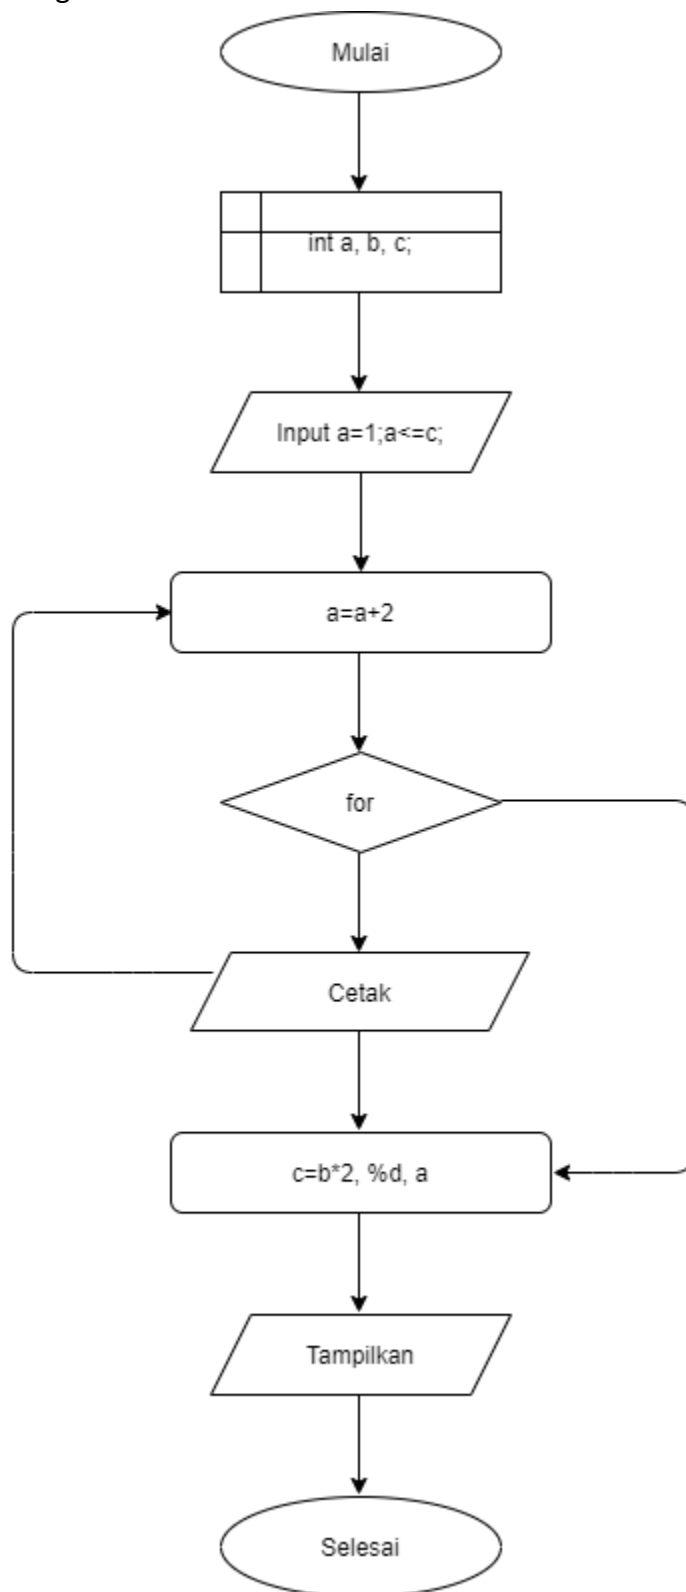 Mulai
int a, b, c;
Input a=1;a<=c;
a=a+2
for
Cetak
c=b*2, %d, a
Tampilkan
Selesai